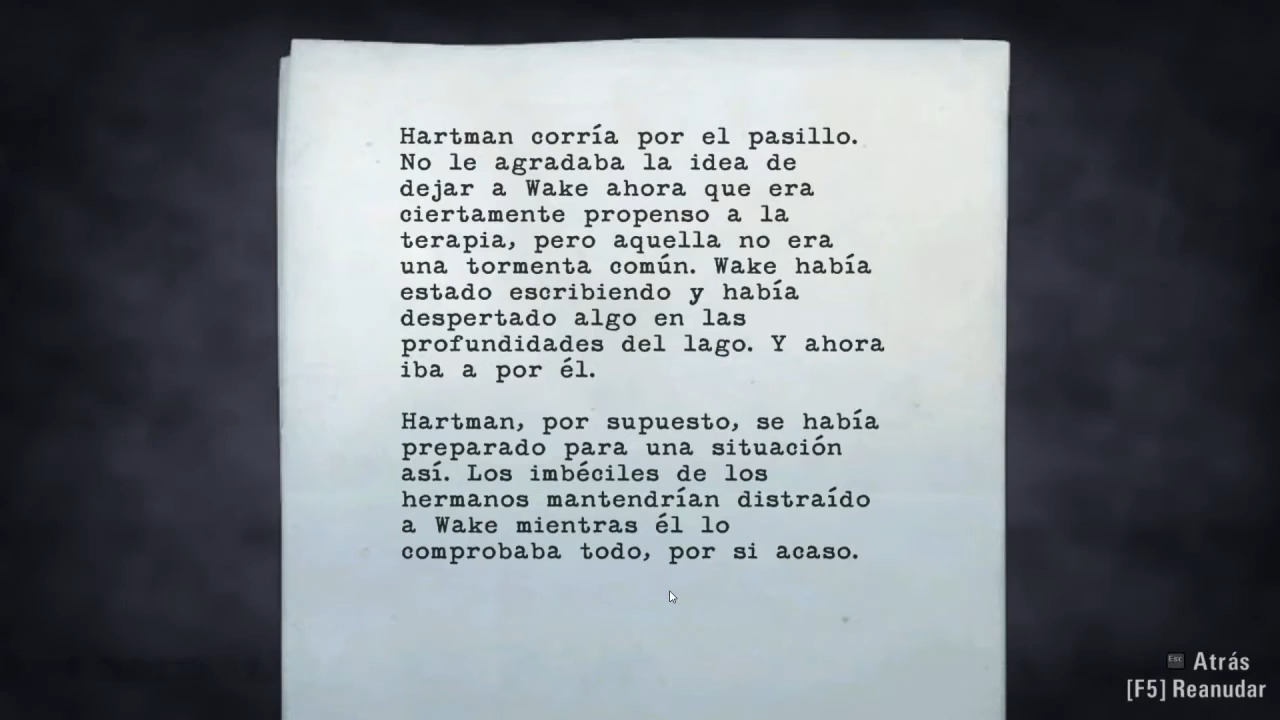 Hartman corría por el pasillo.
No le agradaba la idea de
dejar a Wake ahora que era
ciertamente propenso a la
terapia, pero aquella no era
una tormenta común. Wake había
estado escribiendo y había
despertado algo en las
profundidades del lago. Y ahora
iba a por él.
Hartman, por supuesto, se había
preparado para una situación
así. Los imbéciles de los
hermanos mantendrían distraído
a Wake mientras él lo
comprobaba todo, por si acaso.
Esc Atrás
[F5] Reanudar